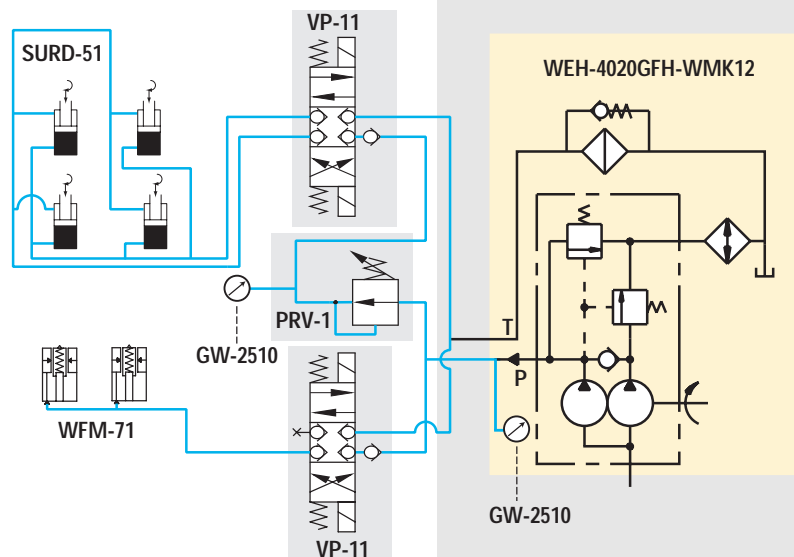 VP-11
SURD-51
WEH-4020GFH-WMK12
PRV-1
T
GW-2510
P
WFM-71
GW-2510
VP-11